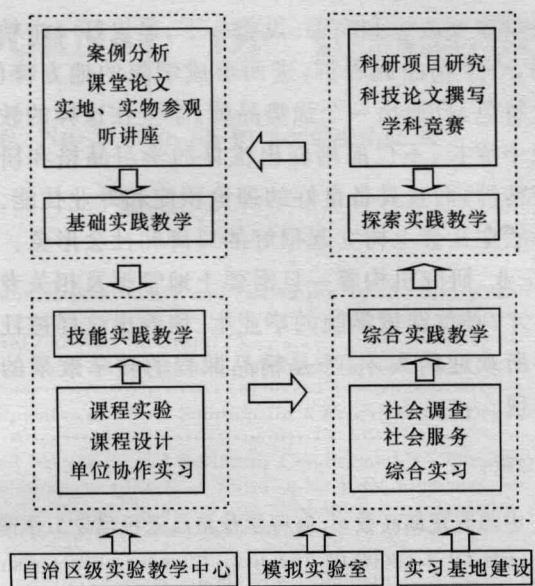 案例分析
课堂论文
实地、实物参观
听讲座
基础实践教学
科研项目研究
科技论文撰写
学科竞赛
探索实践教学
技能实践教学
课程实验
课程设计
单位协作实习
综合实践教学
社会调查
社会服务
综合实习
自治区级实验教学中心
模拟实验室
实习基地建设